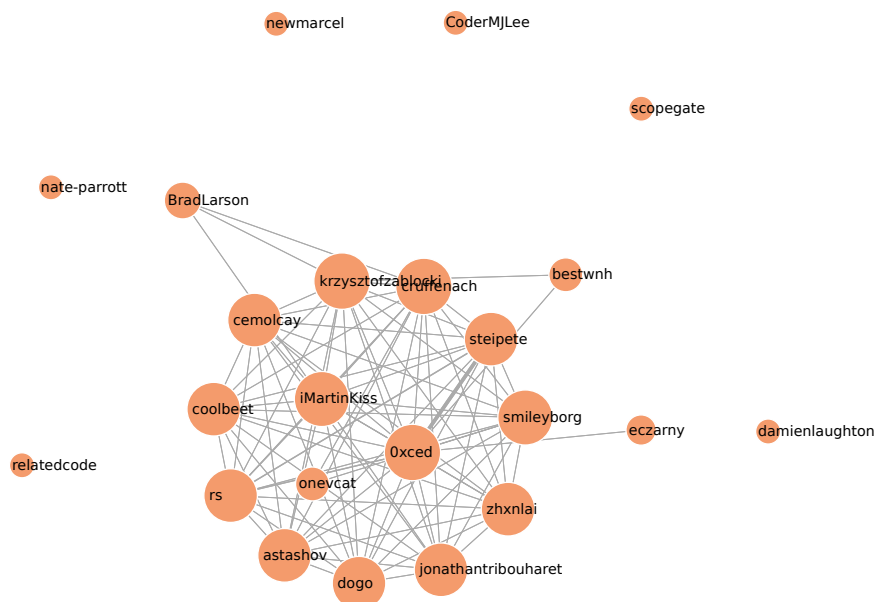 newmarcel
CoderMJLee
scopegate
nate-parrott
BradLarson
bestwnh
krzysztofzablocki
cruffenach
cemolcay
steipete
iMartinKiss
coolbeet
smileyborg
eczarny
damienlaughton
0xced
relatedcode
onevcat
rs
zhxnlai
astashov
jonathantribouharet
dogo